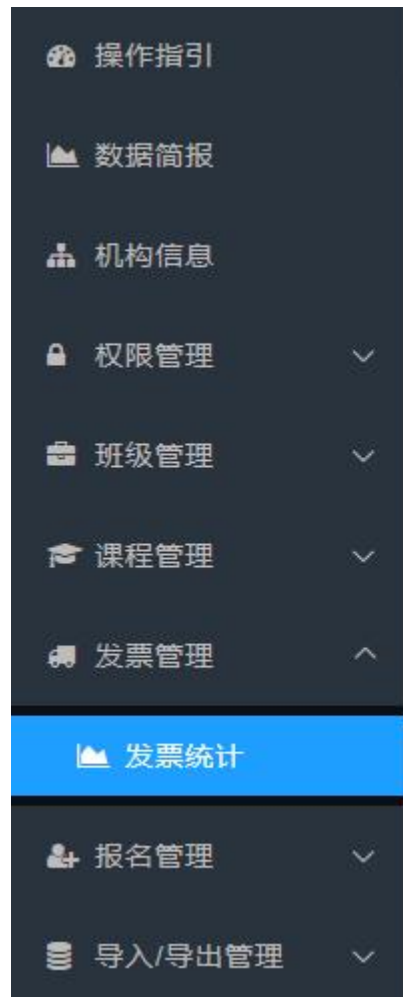 操作指引
数据简报
机构信息
权限管理
班级管理
课程管理
发票管理
发票统计
报名管理
导入/导出管理